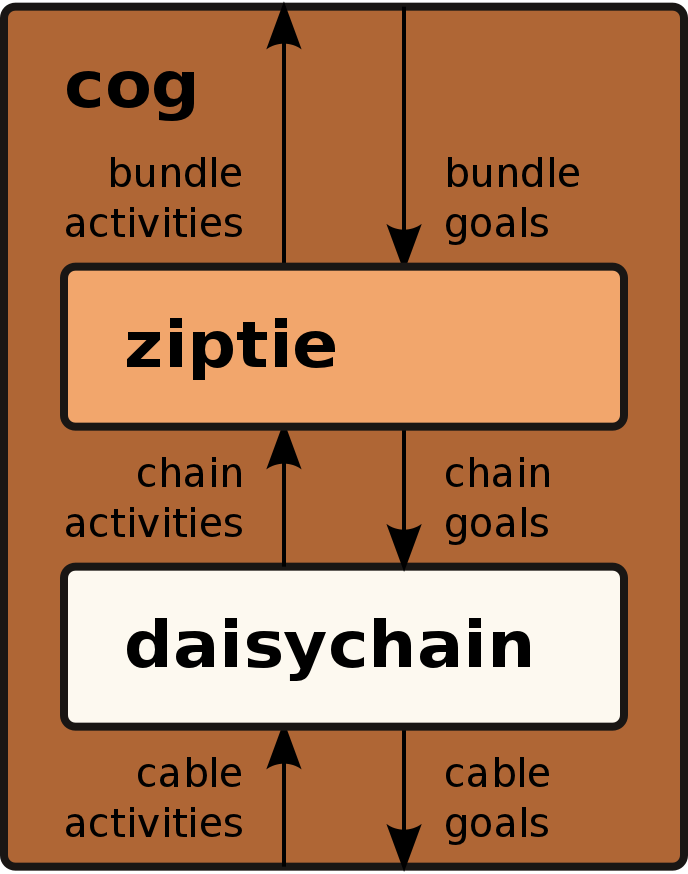 cog
bundle
activities
bundle
goals
ziptie
chain
activities
chain
goals
daisychain
cable
activities
cable
goals